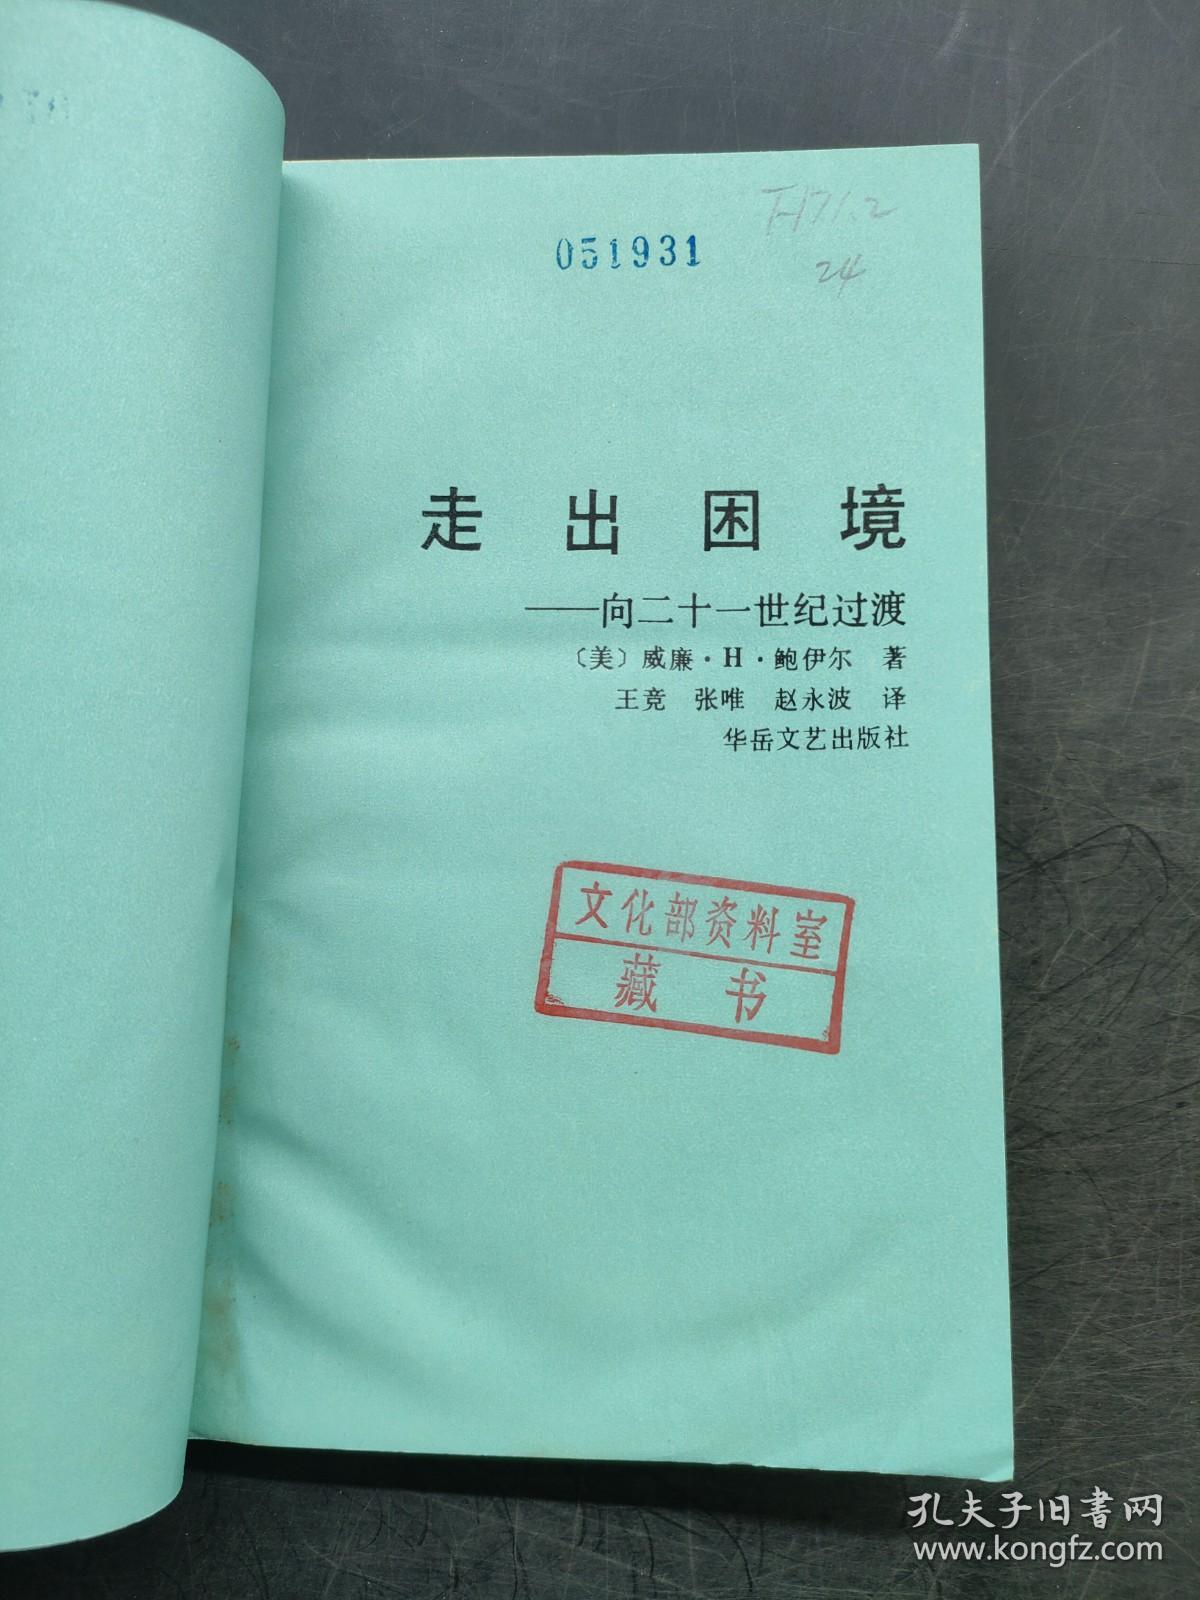 051931
24
走出困境
——向二十一世纪过渡
〔美〕威廉·H·鲍伊尔 著
王竞 张唯 赵永波 译
华岳文艺出版社
文化部资料室
藏书
孔夫子旧书网
www.kongfz.com